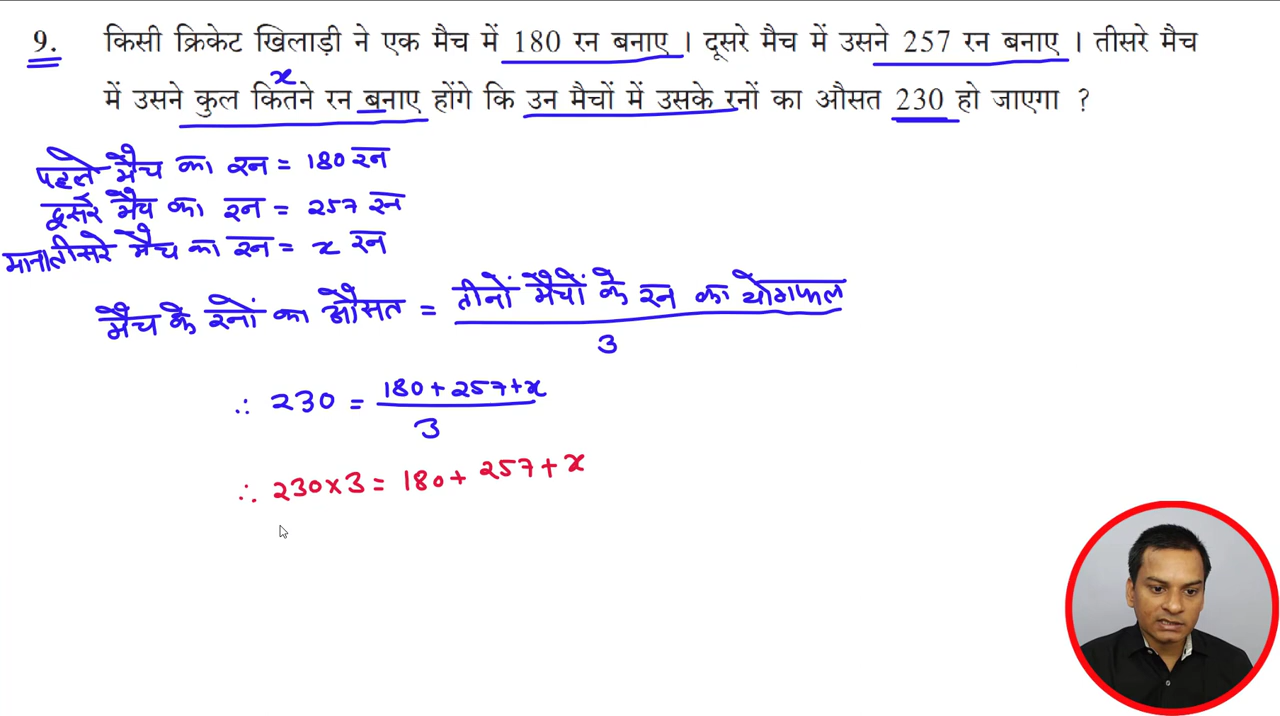 9. किसी क्रिकेट खिलाड़ी ने एक मैच में 180 रन बनाए । दूसरे मैच में उसने 257 रन बनाए । तीसरे मैच
x
में उसने कुल कितने रन बनाए होंगे कि उन मैचों में उसके रनों का औसत 230 हो जाएगा ?
पहले मैच का रन = 180 रन
दूसरे मैच का रन = 257 रन
माना तीसरे मैच का रन = x रन
मैच के रनों का औसत = तीनों मैचों के रन का योगफल
3
∴ 230 = 180 + 257 + x
3
∴ 230 × 3 = 180 + 257 + x